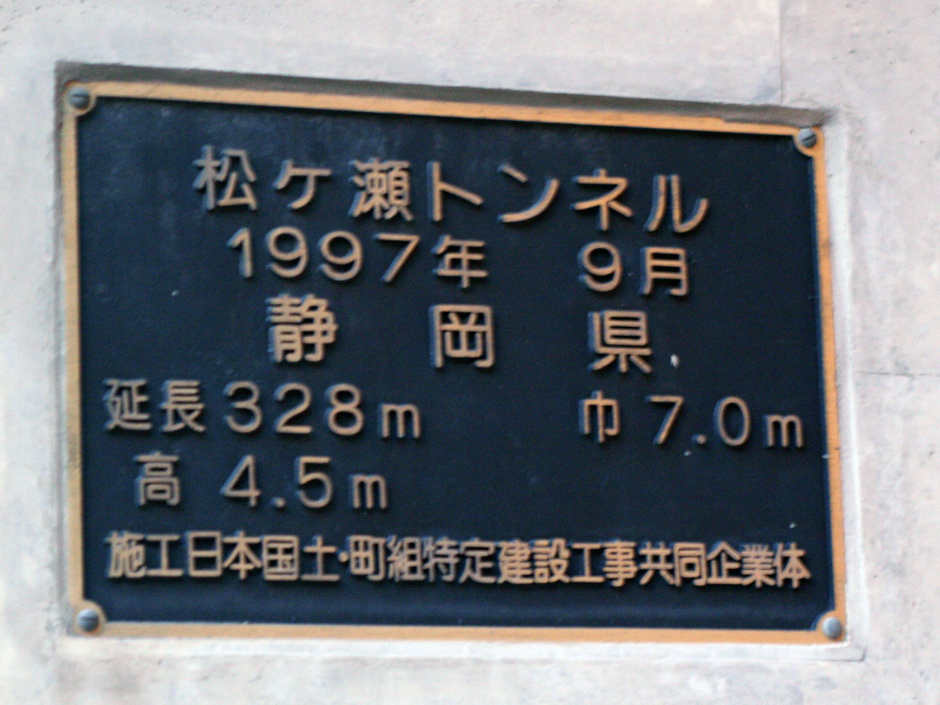 松ケ瀬トンネル
1997年 9月
静岡県
延長328m 巾7.0m
高4.5m
施工日本国土・町組特定建設工事共同企業体